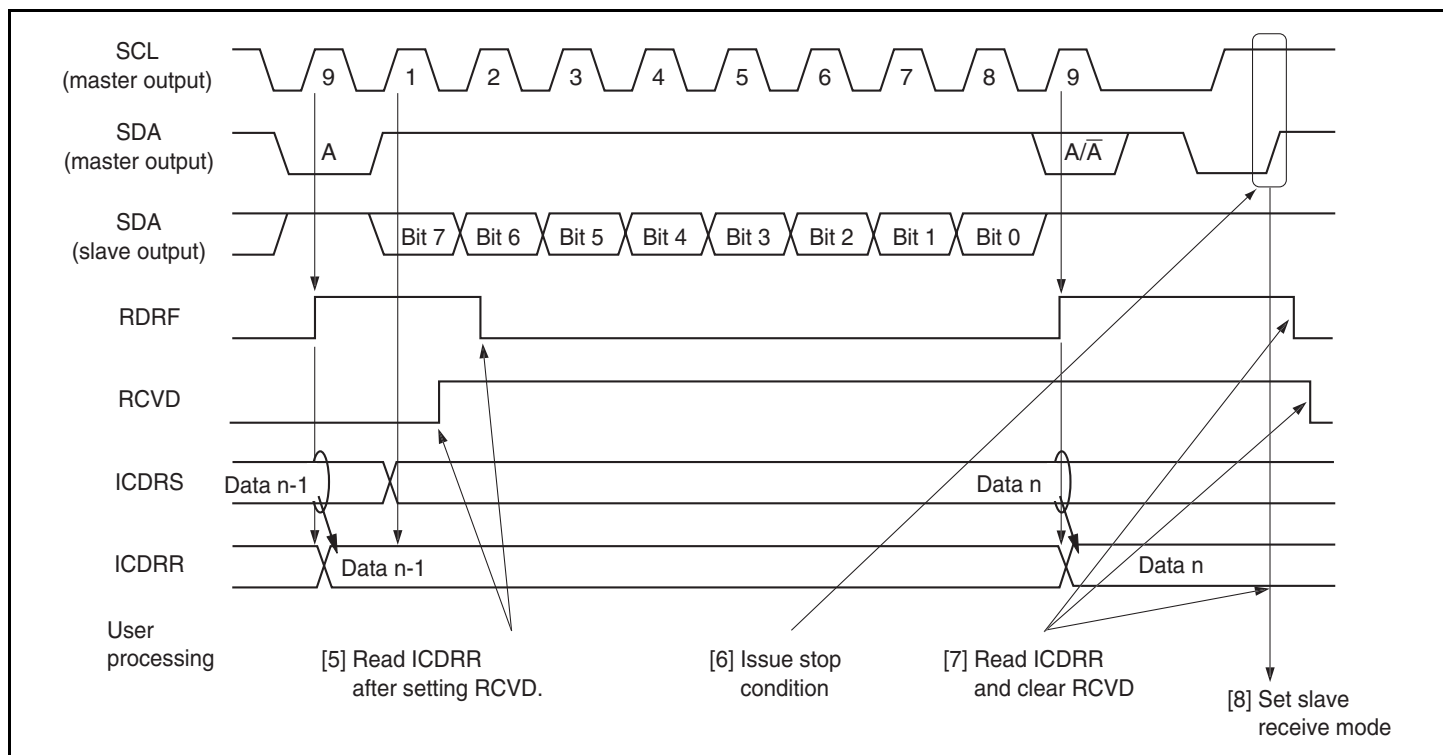 SCL
(master output)
9 1 2 3 4 5 6 7 8 9
SDA
(master output)
A A/A̅
SDA
(slave output)
Bit 7 Bit 6 Bit 5 Bit 4 Bit 3 Bit 2 Bit 1 Bit 0
RDRF
RCVD
ICDRS
Data n-1 Data n
ICDRR
Data n-1 Data n
User
processing
[5] Read ICDRR
after setting RCVD.
[6] Issue stop
condition
[7] Read ICDRR
and clear RCVD
[8] Set slave
receive mode